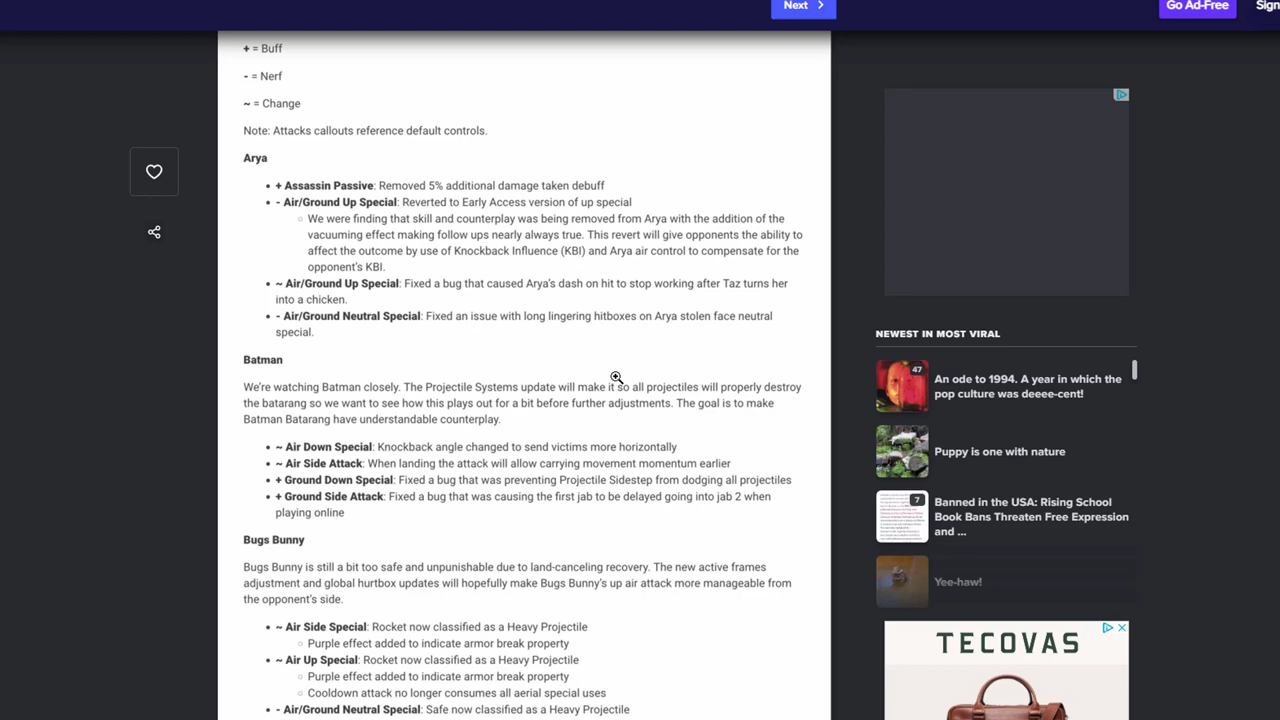 Next
Go Ad-Free
Sign
+ = Buff
- = Nerf
~ = Change
Note: Attacks callouts reference default controls.
Arya
+ Assassin Passive: Removed 5% additional damage taken debuff
- Air/Ground Up Special: Reverted to Early Access version of up special
We were finding that skill and counterplay was being removed from Arya with the addition of the
vacuuming effect making follow ups nearly always true. This revert will give opponents the ability to
affect the outcome by use of Knockback Influence (KBI) and Arya air control to compensate for the
opponent's KBI.
~ Air/Ground Up Special: Fixed a bug that caused Arya's dash on hit to stop working after Taz turns her
into a chicken.
- Air/Ground Neutral Special: Fixed an issue with long lingering hitboxes on Arya stolen face neutral
special.
Batman
We're watching Batman closely. The Projectile Systems update will make it so all projectiles will properly destroy
the batarang so we want to see how this plays out for a bit before further adjustments. The goal is to make
Batman Batarang have understandable counterplay.
~ Air Down Special: Knockback angle changed to send victims more horizontally
~ Air Side Attack: When landing the attack will allow carrying movement momentum earlier
+ Ground Down Special: Fixed a bug that was preventing Projectile Sidestep from dodging all projectiles
+ Ground Side Attack: Fixed a bug that was causing the first jab to be delayed going into jab 2 when
playing online
Bugs Bunny
Bugs Bunny is still a bit too safe and unpunishable due to land-canceling recovery. The new active frames
adjustment and global hurtbox updates will hopefully make Bugs Bunny's up air attack more manageable from
the opponent's side.
~ Air Side Special: Rocket now classified as a Heavy Projectile
Purple effect added to indicate armor break property
~ Air Up Special: Rocket now classified as a Heavy Projectile
Purple effect added to indicate armor break property
Cooldown attack no longer consumes all aerial special uses
- Air/Ground Neutral Special: Safe now classified as a Heavy Projectile
NEWEST IN MOST VIRAL
47
An ode to 1994. A year in which the
pop culture was deeee-cent!
Puppy is one with nature
7
Banned in the USA: Rising School
Book Bans Threaten Free Expression
and ...
Yee-haw!
TECOVAS